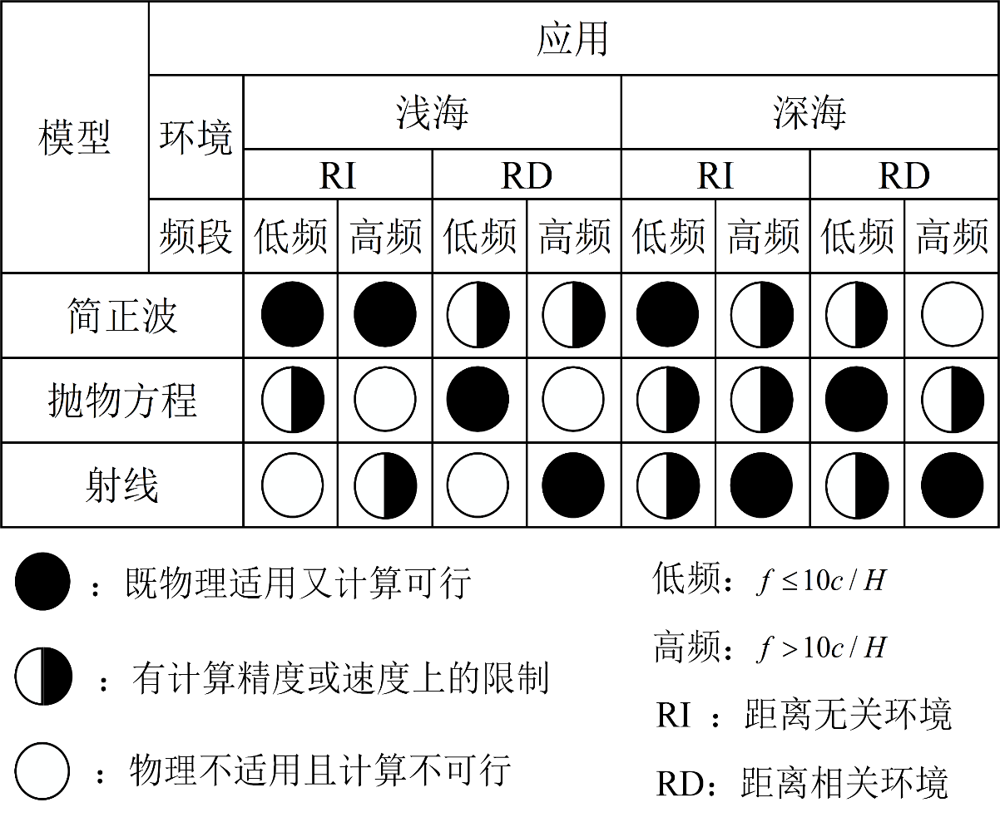 应用
模型
环境
浅海
深海
RI
RD
RI
RD
频段
低频
高频
低频
高频
低频
高频
低频
高频
简正波
抛物方程
射线
：既物理适用又计算可行
低频：f ≤ 10c / H
：有计算精度或速度上的限制
高频：f > 10c / H
RI ：距离无关环境
：物理不适用且计算不可行
RD：距离相关环境